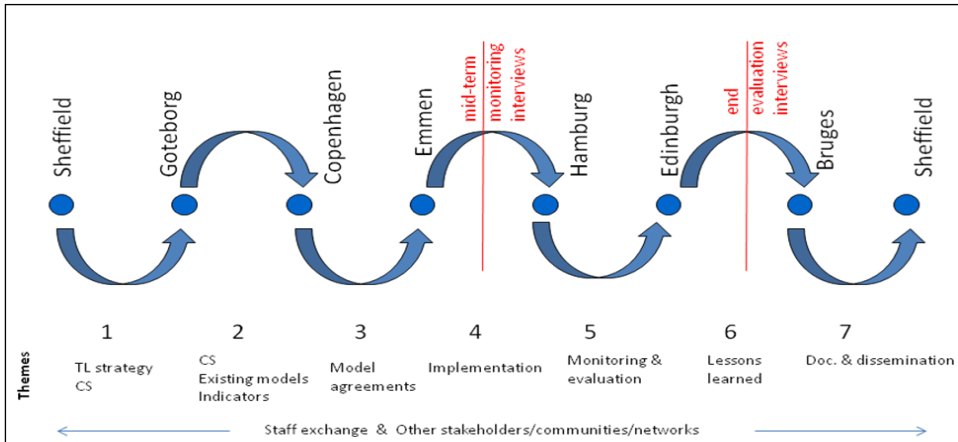 Sheffield
Goteborg
Copenhagen
Emmen
mid-term
monitoring
interviews
Hamburg
Edinburgh
end
evaluation
interviews
Bruges
Sheffield
Themes
1
2
3
4
5
6
7
TL strategy
CS
CS
Existing models
Indicators
Model
agreements
Implementation
Monitoring &
evaluation
Lessons
learned
Doc. & dissemination
Staff exchange & Other stakeholders/communities/networks